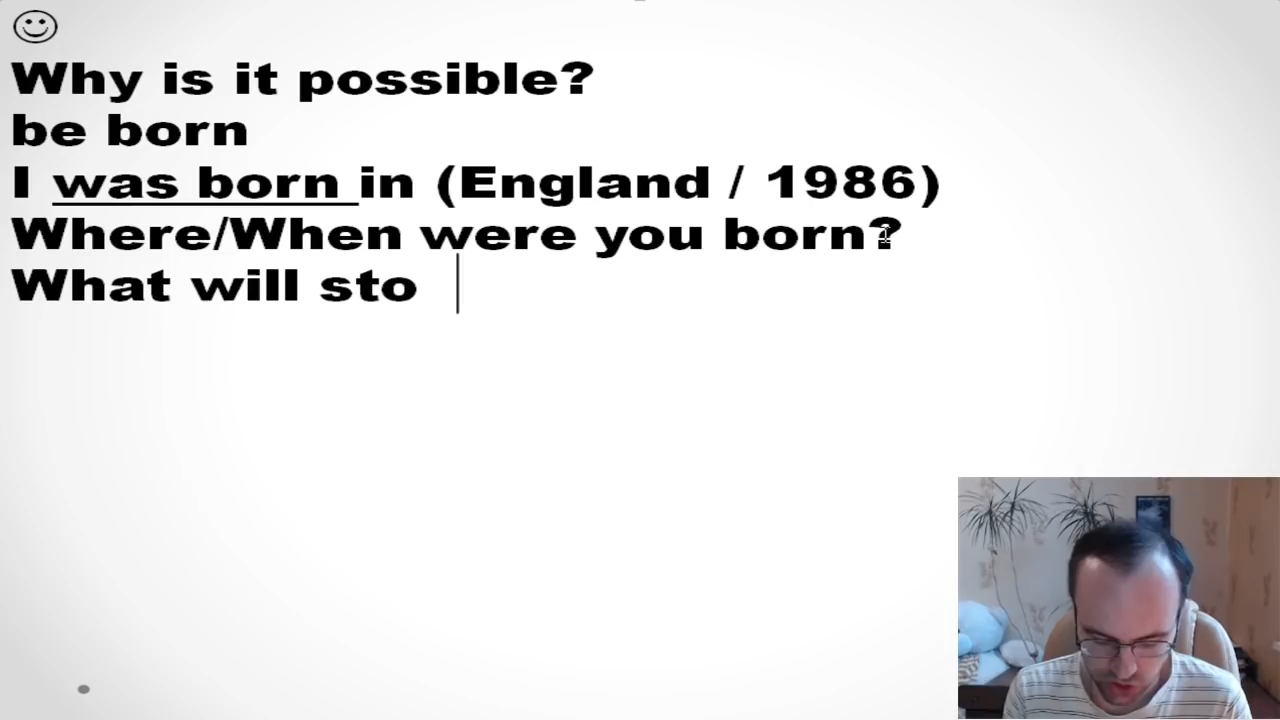 Why is it possible?
be born
I was born in (England / 1986)
Where/When were you born?
What will sto